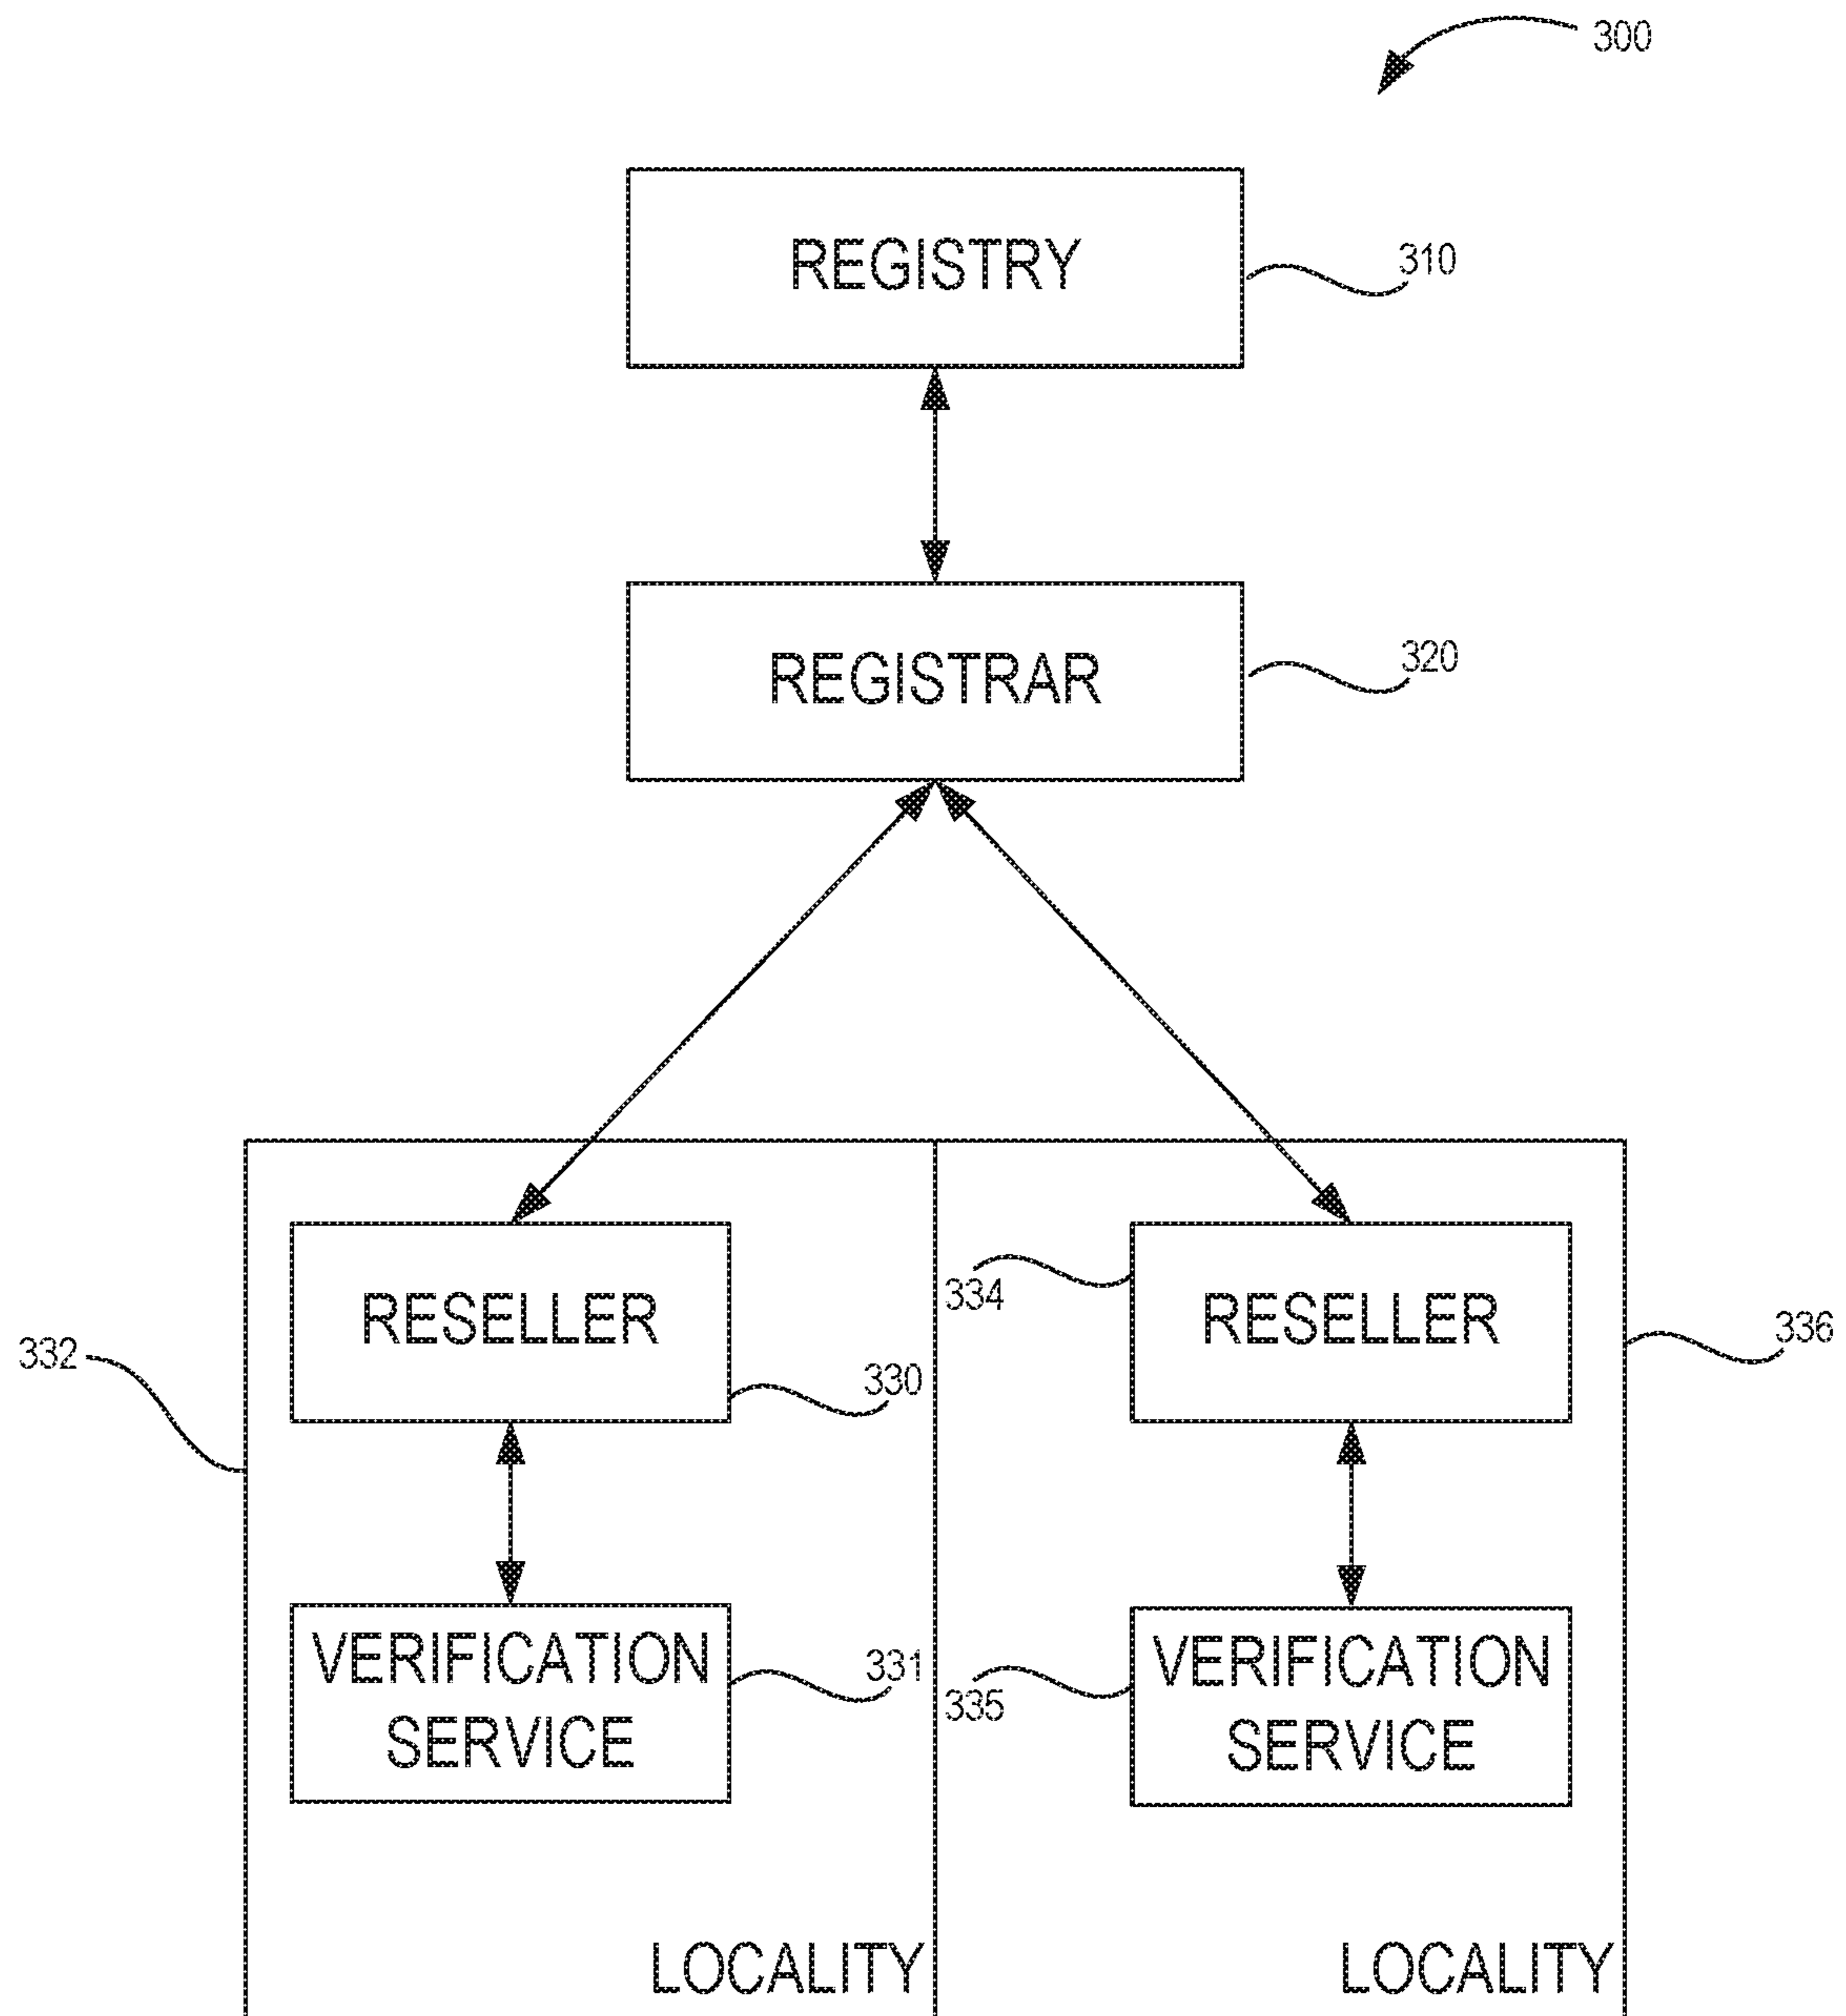 300
REGISTRY
310
REGISTRAR
320
RESELLER
330
334
RESELLER
332
336
VERIFICATION
SERVICE
331
335
VERIFICATION
SERVICE
LOCALITY
LOCALITY